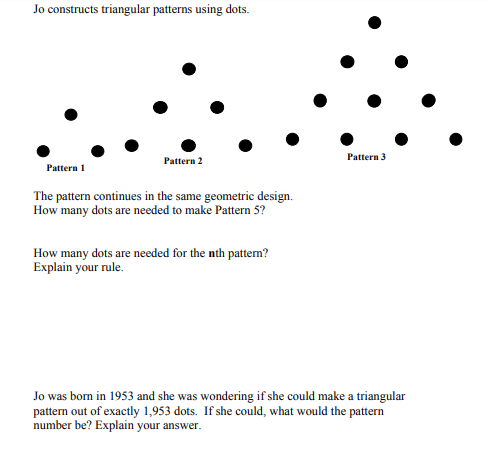 Jo constructs triangular patterns using dots.
Pattern 1
Pattern 2
Pattern 3
The pattern continues in the same geometric design.
How many dots are needed to make Pattern 5?
How many dots are needed for the nth pattern?
Explain your rule.
Jo was born in 1953 and she was wondering if she could make a triangular
pattern out of exactly 1,953 dots.  If she could, what would the pattern
number be? Explain your answer.